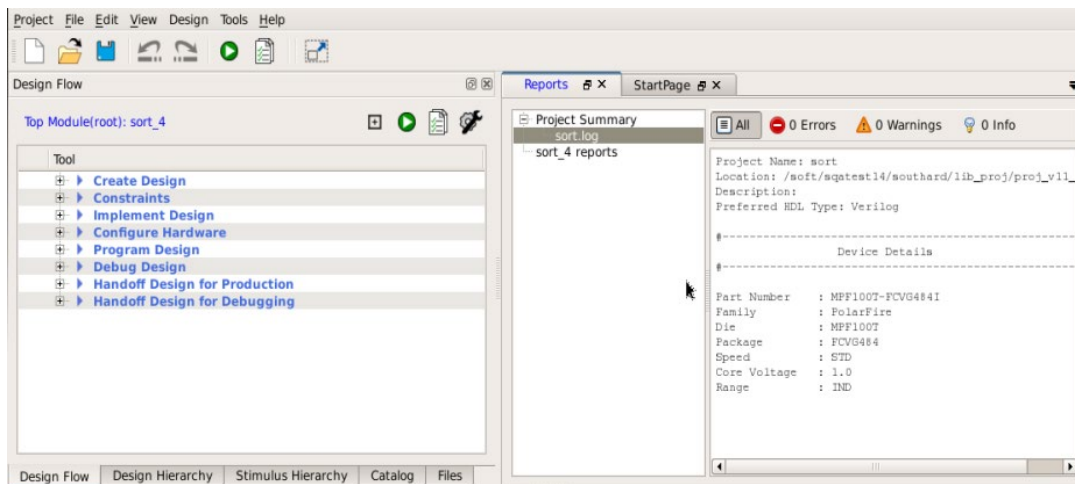 Project File Edit View Design Tools Help
Design Flow
Top Module(root): sort_4
Tool
Create Design
Constraints
Implement Design
Configure Hardware
Program Design
Debug Design
Handoff Design for Production
Handoff Design for Debugging
Design Flow Design Hierarchy Stimulus Hierarchy Catalog Files
Reports StartPage
Project Summary
sort.log
sort_4 reports
All 0 Errors 0 Warnings 0 Info
Project Name: sort
Location: /soft/sqatest14/southard/lib_proj/proj_v11_
Description:
Preferred HDL Type: Verilog
#------------------------------------------------
Device Details
#------------------------------------------------
Part Number : MPF100T-FCVG484I
Family : PolarFire
Die : MPF100T
Package : FCVG484
Speed : STD
Core Voltage : 1.0
Range : IND